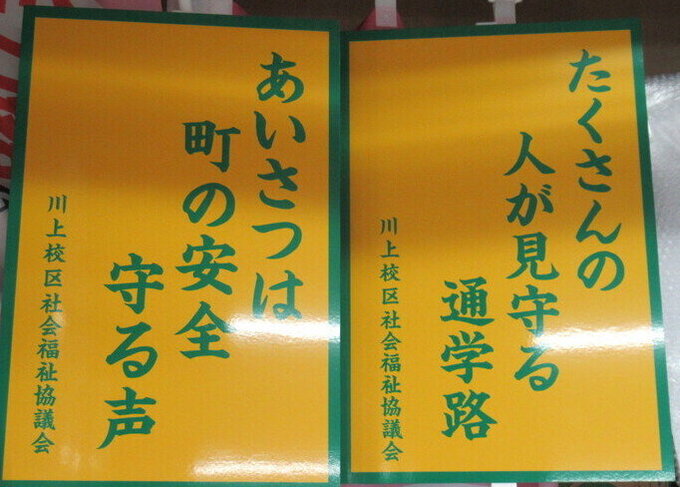 あいさつは
町の安全
守る声
川上校区社会福祉協議会
たくさんの
人が見守る
通学路
川上校区社会福祉協議会